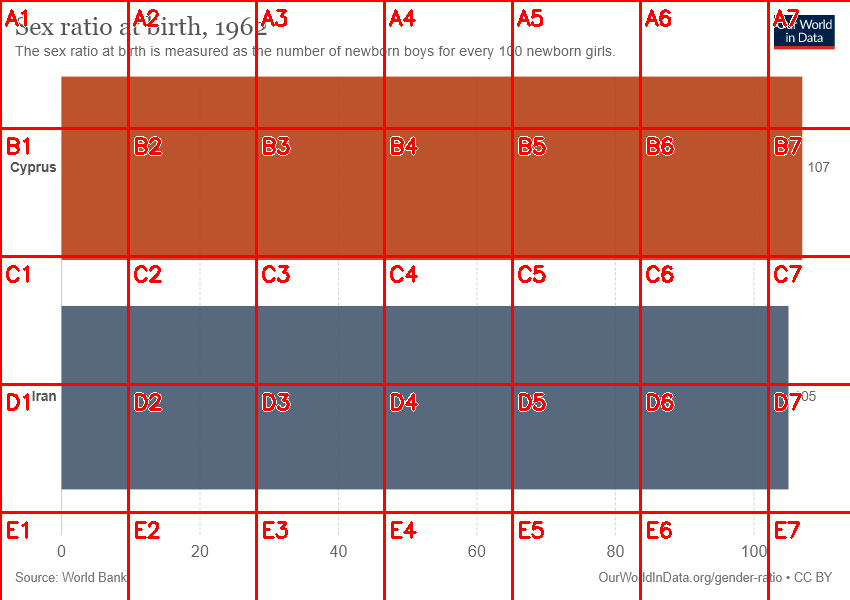 Sex ratio at birth, 1962
The sex ratio at birth is measured as the number of newborn boys for every 100 newborn girls.
Our World
in Data
A1 A2 A3 A4 A5 A6 A7
B1 B2 B3 B4 B5 B6 B7
Cyprus 107
C1 C2 C3 C4 C5 C6 C7
Iran 105
D1 D2 D3 D4 D5 D6 D7
E1 E2 E3 E4 E5 E6 E7
0 20 40 60 80 100
Source: World Bank
OurWorldInData.org/gender-ratio • CC BY